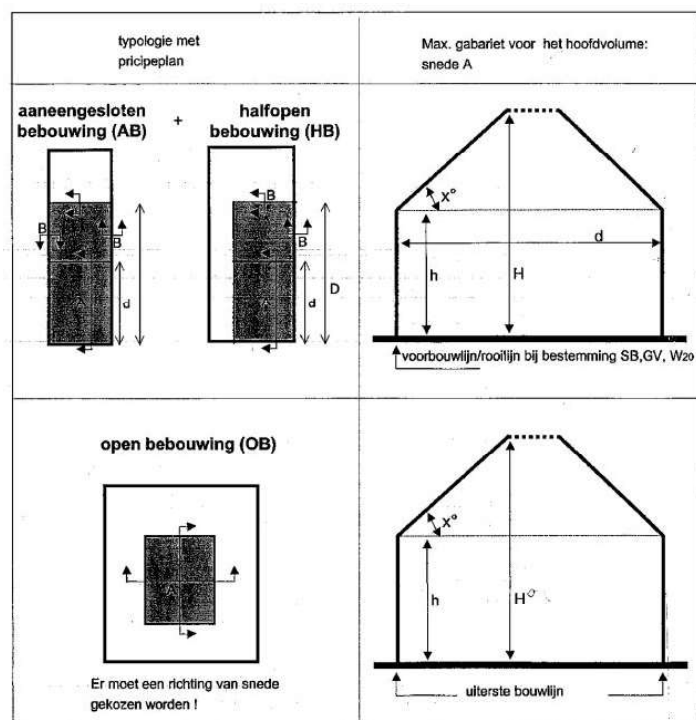 typologie met
pricipeplan
Max. gabariet voor het hoofdvolume:
snede A
aaneengesloten
bebouwing (AB)
+
halfopen
bebouwing (HB)
B
B
A
d
B
B
A
d
D
X°
d
h
H
voorbouwlijn/rooilijn bij bestemming SB,GV, W20
open bebouwing (OB)
A
Er moet een richting van snede
gekozen worden !
X°
h
H
uiterste bouwlijn